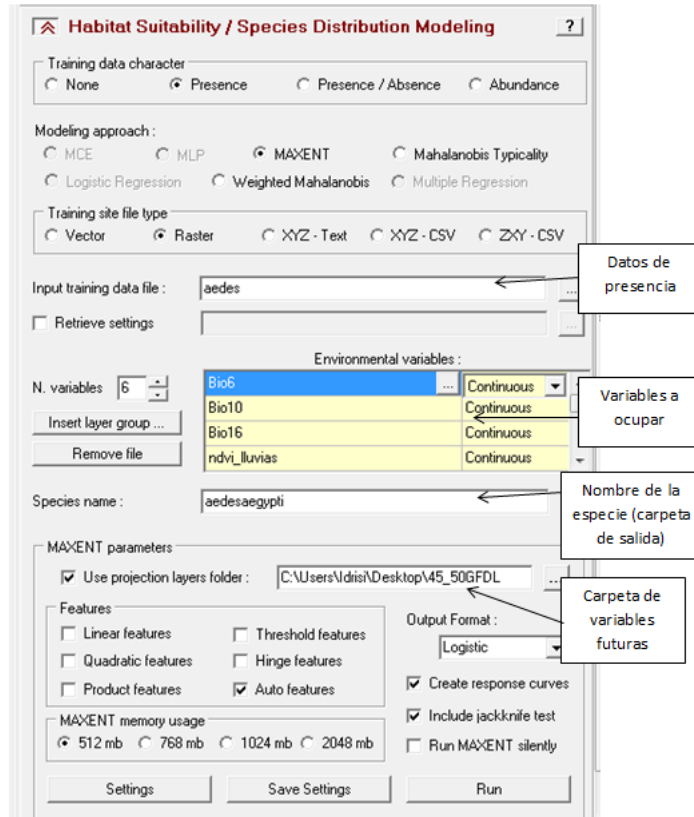 Habitat Suitability / Species Distribution Modeling ?
Training data character
None Presence Presence / Absence Abundance
Modeling approach :
MCE MLP MAXENT Mahalanobis Typicality
Logistic Regression Weighted Mahalanobis Multiple Regression
Training site file type
Vector Raster XYZ - Text XYZ - CSV ZXY - CSV
Datos de
presencia
Input training data file : aedes ...
Retrieve settings ...
Environmental variables :
N. variables 6 Bio6 ... Continuous
Bio10 Continuous
Insert layer group ... Bio16 Continuous
Remove file ndvi_lluvias Continuous
Variables a
ocupar
Species name : aedesaegypti
Nombre de la
especie (carpeta
de salida)
MAXENT parameters
Use projection layers folder : C:\Users\Idrisi\Desktop\45_50GFDL ...
Carpeta de
variables
futuras
Features
Linear features Threshold features
Quadratic features Hinge features
Product features Auto features
Output Format :
Logistic
Create response curves
Include jackknife test
Run MAXENT silently
MAXENT memory usage
512 mb 768 mb 1024 mb 2048 mb
Settings Save Settings Run